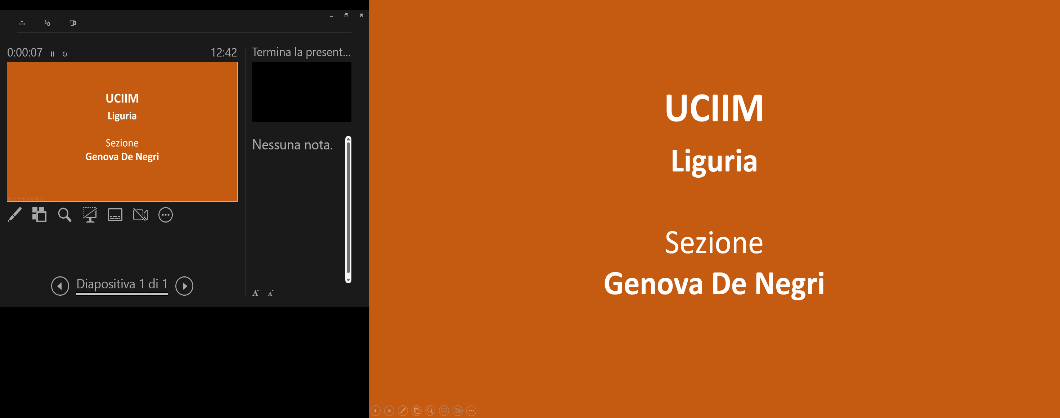 0:00:07
12:42
UCIIM
Liguria
Sezione
Genova De Negri
Diapositiva 1 di 1
Termina la present...
Nessuna nota.
A A
UCIIM
Liguria
Sezione
Genova De Negri